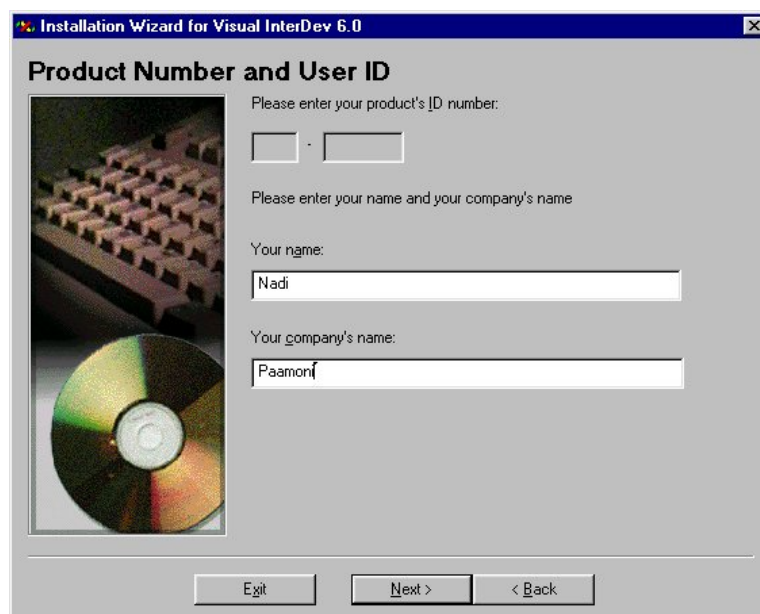 Installation Wizard for Visual InterDev 6.0
Product Number and User ID
Please enter your product's ID number:
-
Please enter your name and your company's name
Your name:
Nadi
Your company's name:
Paamoni
Exit
Next >
< Back